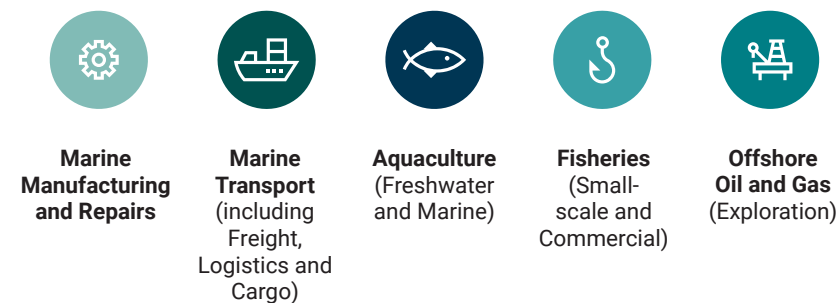 Marine
Manufacturing
and Repairs
Marine
Transport
(including
Freight,
Logistics and
Cargo)
Aquaculture
(Freshwater
and Marine)
Fisheries
(Small-
scale and
Commercial)
Offshore
Oil and Gas
(Exploration)